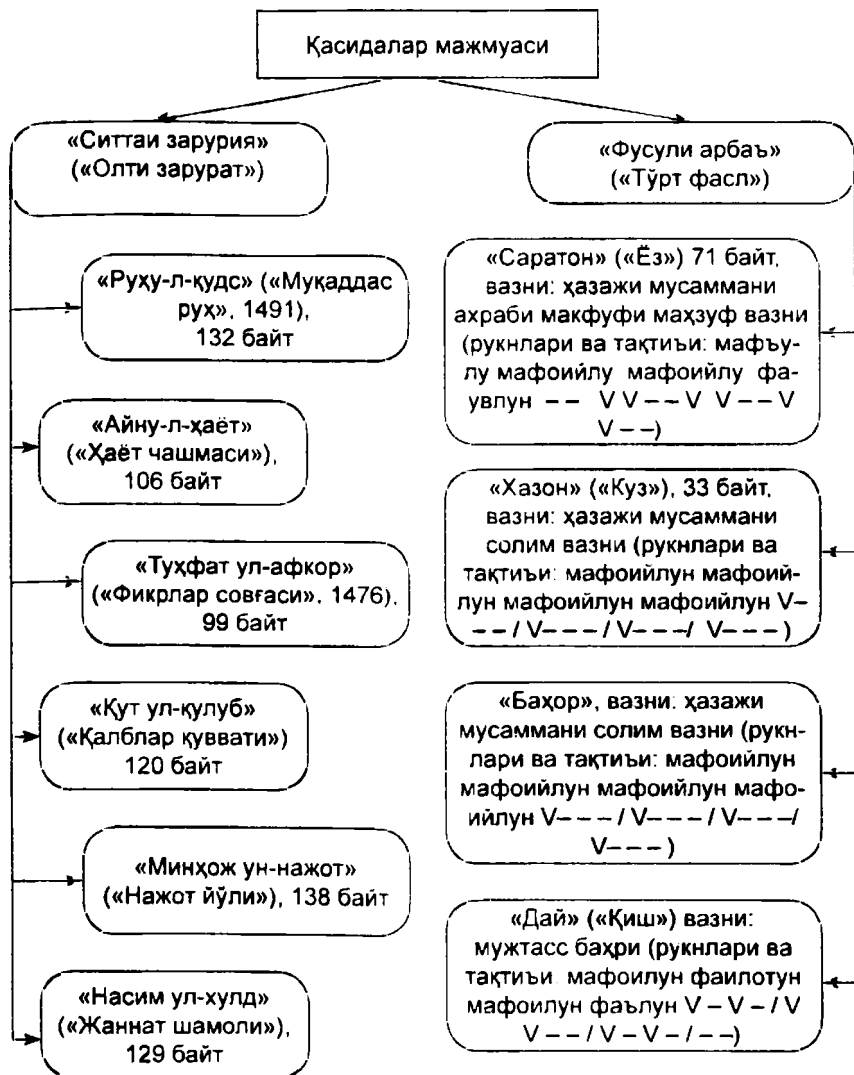 Қасидалар мажмуаси
«Ситтаи зарурия»
(«Олти зарурат»)
«Руҳу-л-қудс» («Муқаддас
руҳ», 1491),
132 байт
«Айну-л-ҳаёт»
(«Ҳаёт чашмаси»),
106 байт
«Туҳфат ул-афкор»
(«Фикрлар совғаси», 1476),
99 байт
«Қут ул-қулуб»
(«Қалблар қуввати»)
120 байт
«Минҳож ун-нажот»
(«Нажот йўли»), 138 байт
«Насим ул-хулд»
(«Жаннат шамоли»),
129 байт
«Фусули арбаъ»
(«Тўрт фасл»)
«Саратон» («Ёз») 71 байт,
вазни: ҳазажи мусаммани
ахраби макфуфи маҳзуф вазни
(рукнлари ва тақтиъи: мафъу-
лу мафоийлу мафоийлу фа-
увлун – – V V – – V V – – V
V – –)
«Хазон» («Куз»), 33 байт,
вазни: ҳазажи мусаммани
солим вазни (рукнлари ва
тақтиъи: мафоийлун мафоий-
лун мафоийлун мафоийлун V–
– – / V– – – / V– – –/ V– – – )
«Баҳор», вазни: ҳазажи
мусаммани солим вазни (рукн-
лари ва тақтиъи: мафоийлун
мафоийлун мафоийлун мафо-
ийлун V– – – / V– – – / V– – –/
V– – – )
«Дай» («Қиш») вазни:
мужтасс баҳри (рукнлари ва
тақтиъи мафоилун фаилотун
мафоилун фаълун V – V – / V
V – – / V – V – / – –)